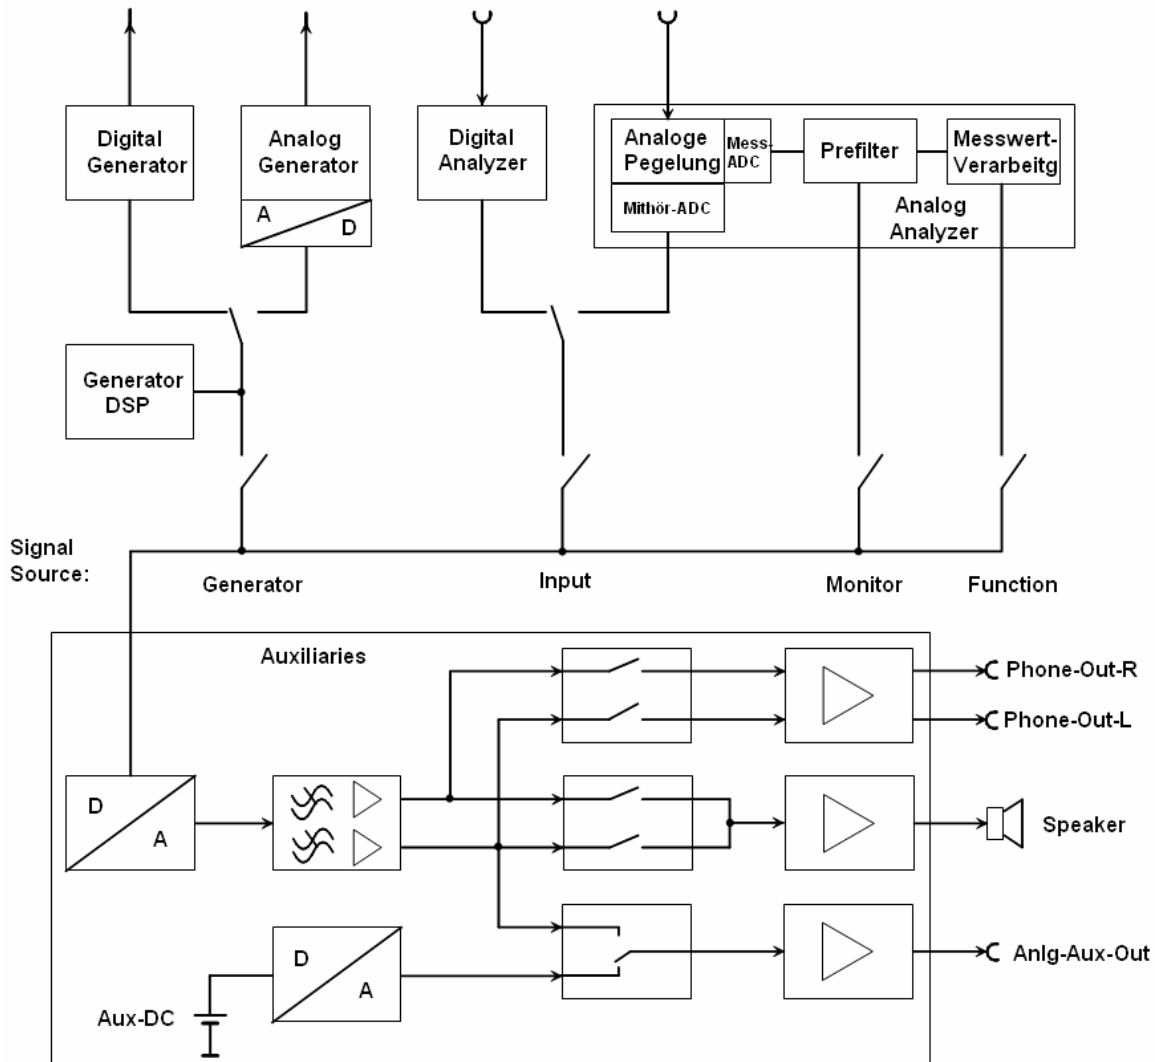 Digital
Generator
Analog
Generator
A
D
Digital
Analyzer
Analoge
Pegelung
Mess-
ADC
Mithör-ADC
Prefilter
Messwert-
Verarbeitg
Analog
Analyzer
Generator
DSP
Signal
Source:
Generator
Input
Monitor
Function
Auxiliaries
Phone-Out-R
Phone-Out-L
D
A
Speaker
D
A
Anlg-Aux-Out
Aux-DC